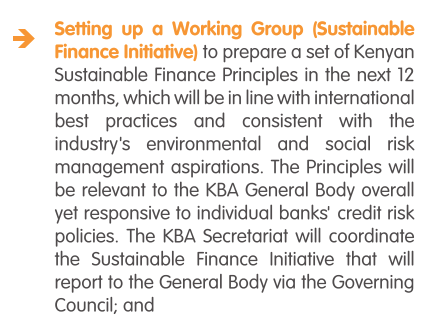 Setting up a Working Group (Sustainable
Finance Initiative) to prepare a set of Kenyan
Sustainable Finance Principles in the next 12
months, which will be in line with international
best practices and consistent with the
industry's environmental and social risk
management aspirations. The Principles will
be relevant to the KBA General Body overall
yet responsive to individual banks' credit risk
policies. The KBA Secretariat will coordinate
the Sustainable Finance Initiative that will
report to the General Body via the Governing
Council; and